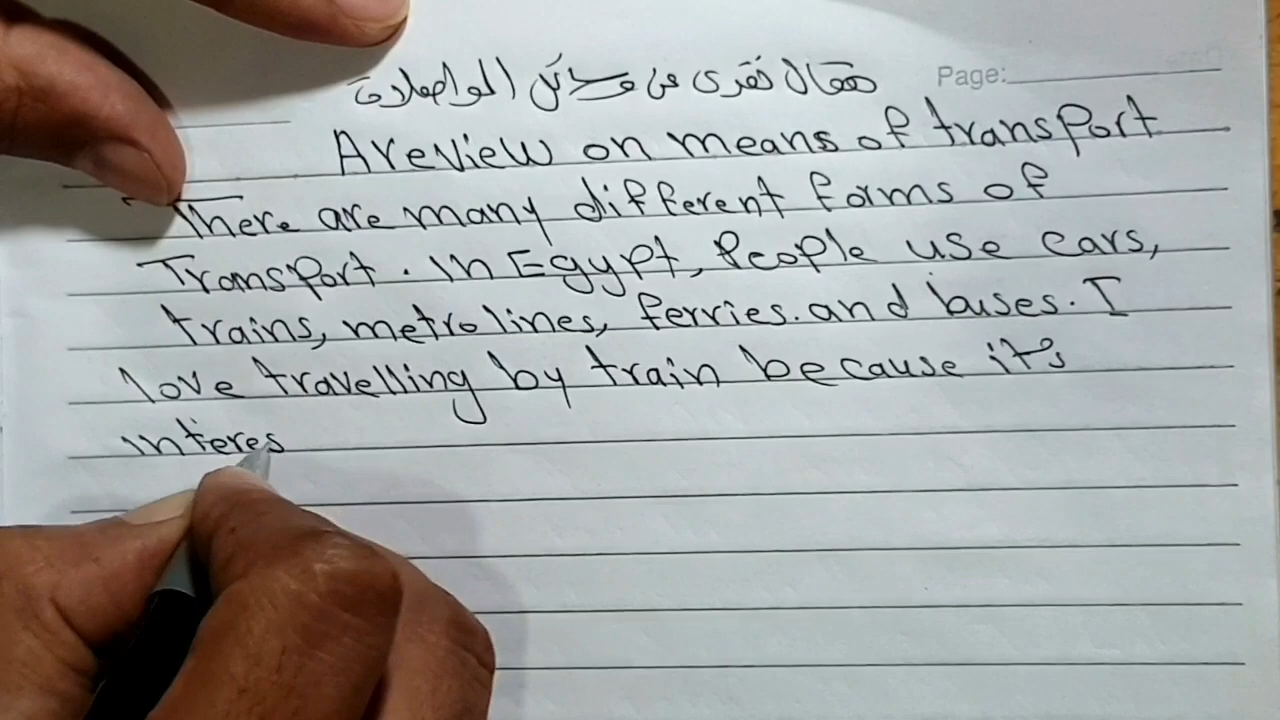 مقال نقدى عن وسائل المواصلات
Page:
A review on means of transport
There are many different forms of
Transport. In Egypt, People use cars,
trains, metro lines, ferries. and buses. I
love travelling by train because it's
interes